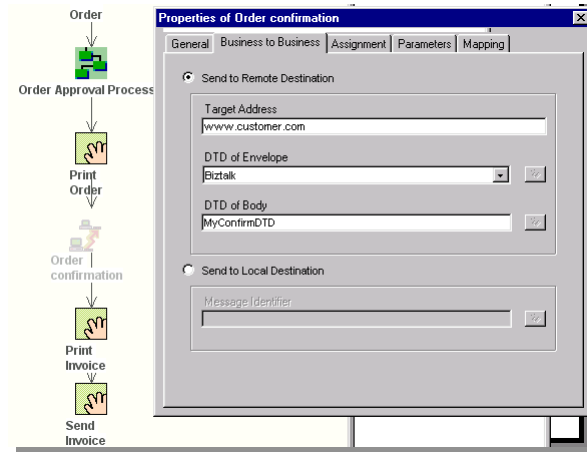 Order
Order Approval Process
Print
Order
Order
confirmation
Print
Invoice
Send
Invoice
Properties of Order confirmation
General Business to Business Assignment Parameters Mapping
Send to Remote Destination
Target Address
www.customer.com
DTD of Envelope
Biztalk
DTD of Body
MyConfirmDTD
Send to Local Destination
Message Identifier